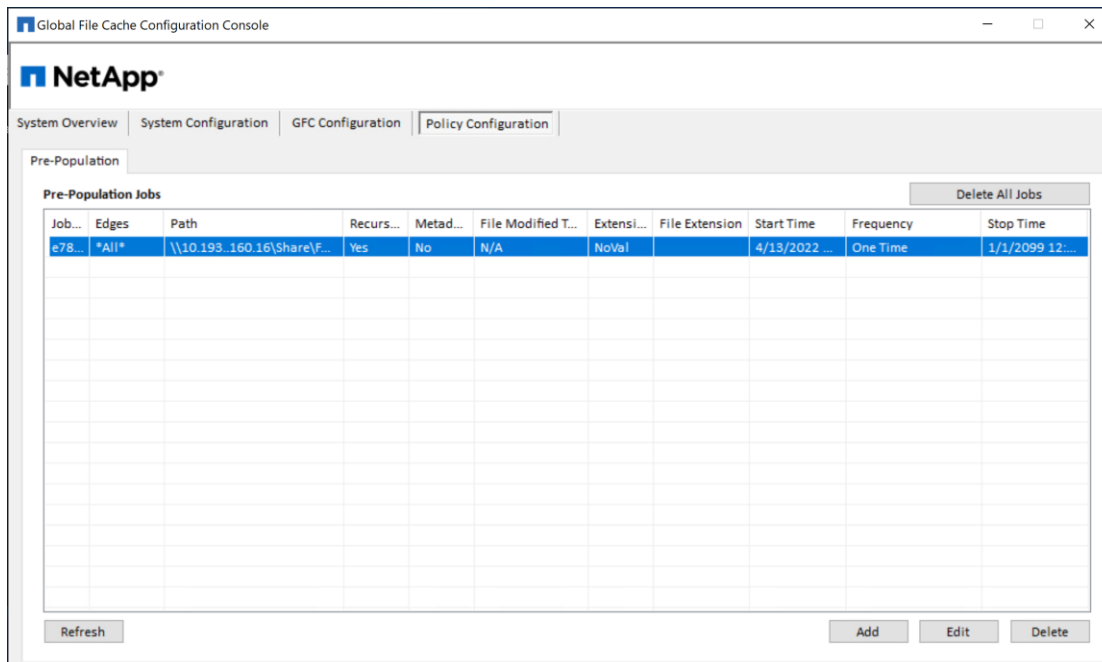 Global File Cache Configuration Console
NetApp®
System Overview System Configuration GFC Configuration Policy Configuration
Pre-Population
Pre-Population Jobs Delete All Jobs
Job... Edges Path Recurs... Metad... File Modified T... Extensi... File Extension Start Time Frequency Stop Time
e78... *All* \\10.193..160.16\Share\F... Yes No N/A NoVal 4/13/2022 ... One Time 1/1/2099 12:...
Refresh Add Edit Delete